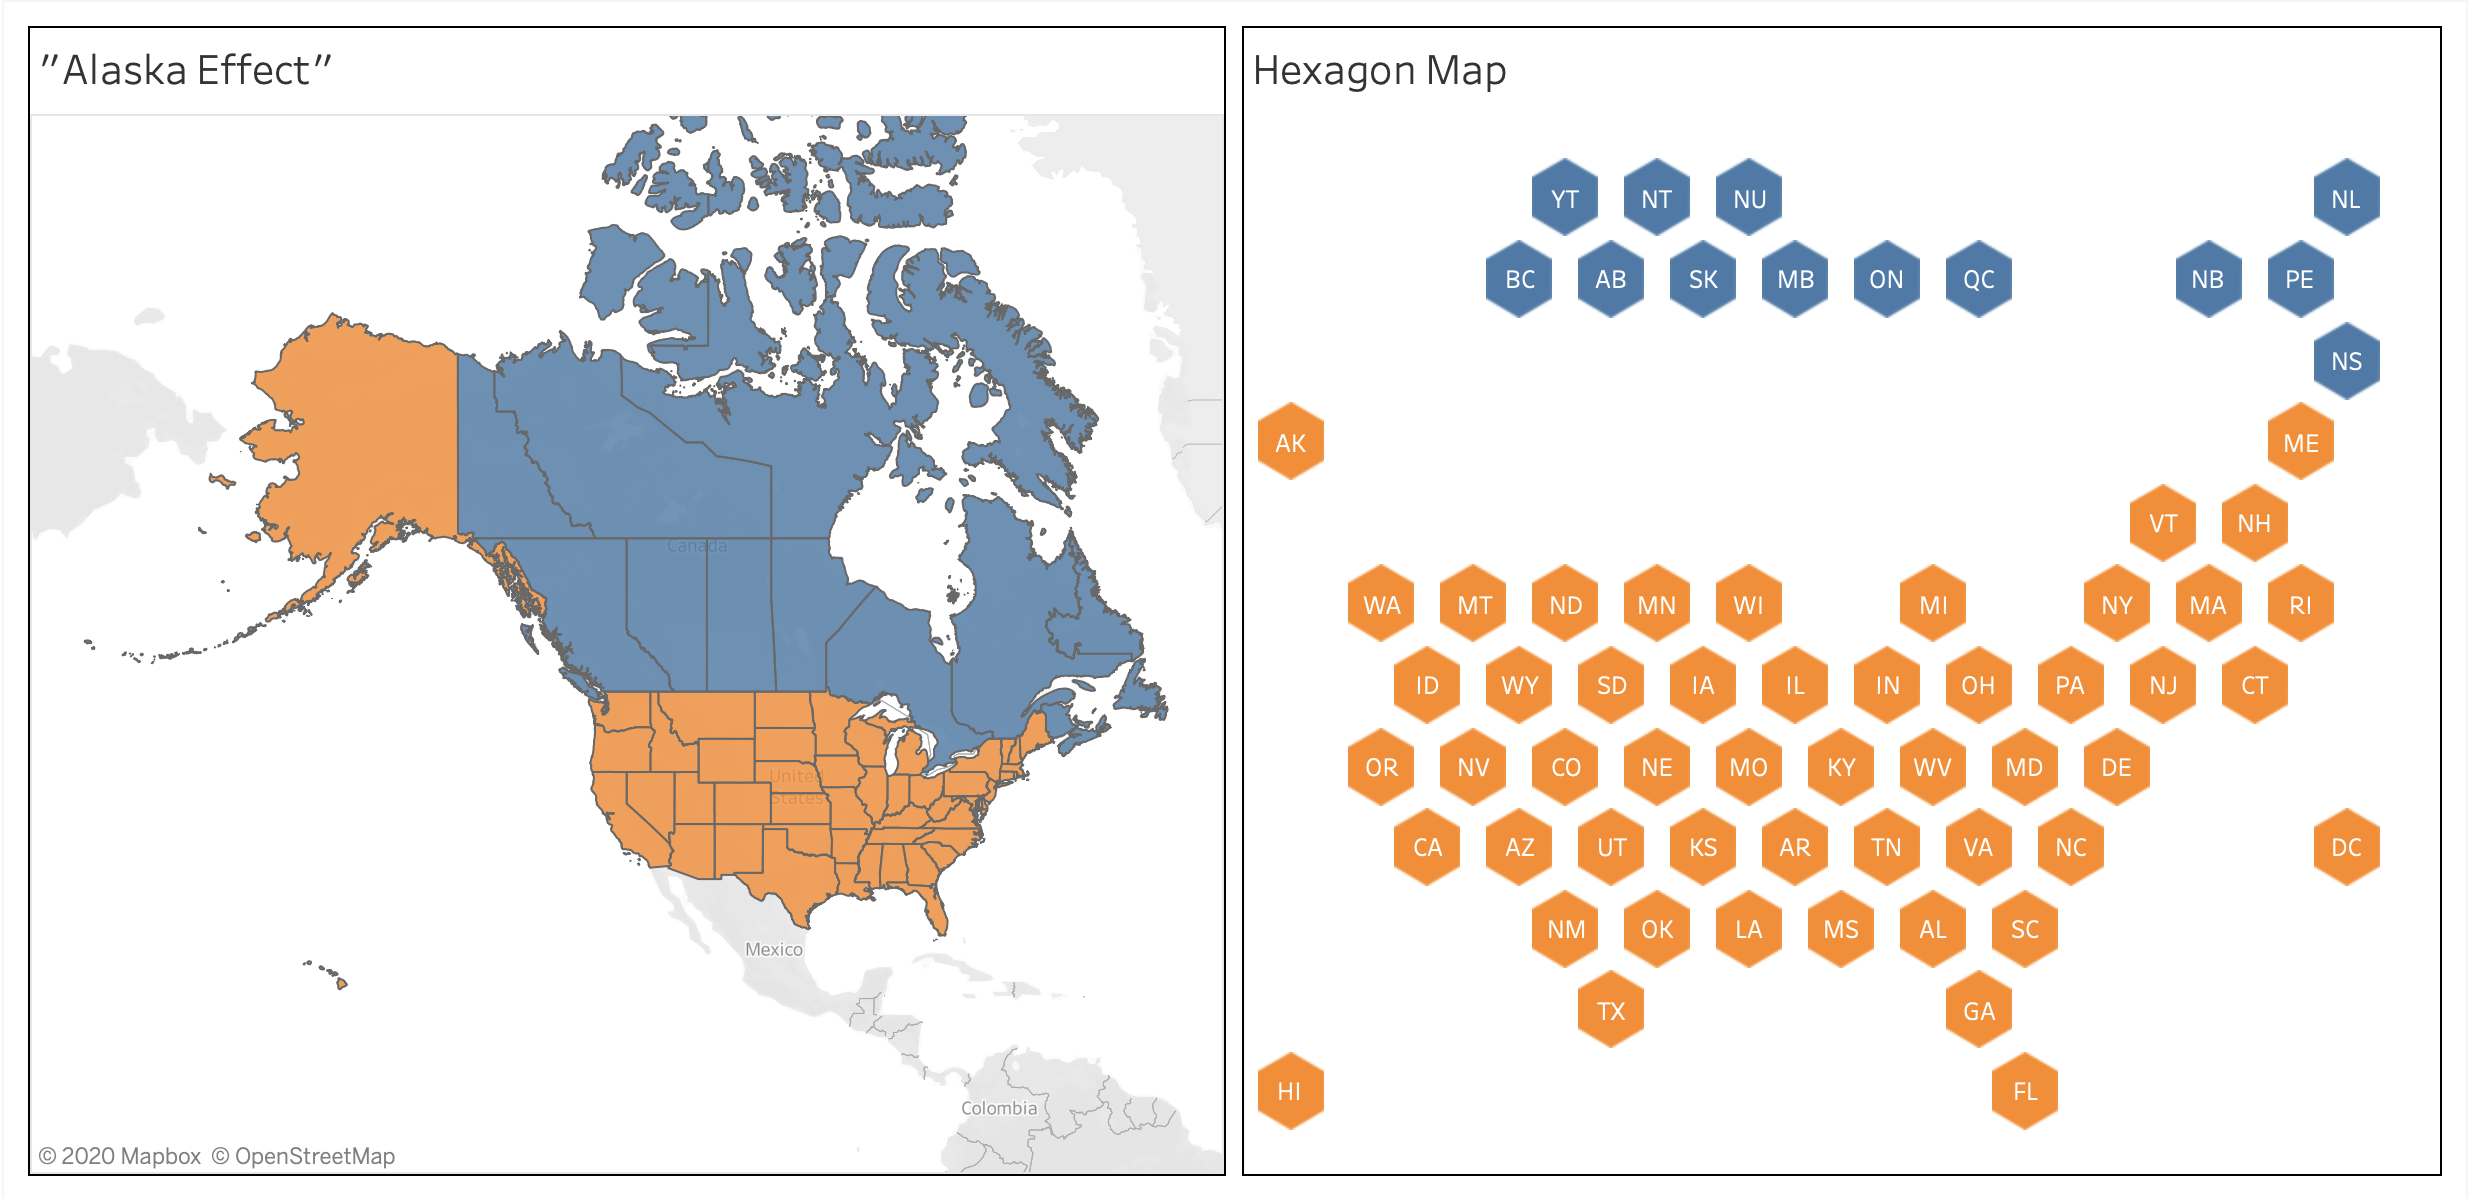 "Alaska Effect"
Canada
United
States
Mexico
Colombia
© 2020 Mapbox © OpenStreetMap
Hexagon Map
YT NT NU NL
BC AB SK MB ON QC NB PE
NS
AK ME
VT NH
WA MT ND MN WI MI NY MA RI
ID WY SD IA IL IN OH PA NJ CT
OR NV CO NE MO KY WV MD DE
CA AZ UT KS AR TN VA NC DC
NM OK LA MS AL SC
TX GA
HI FL